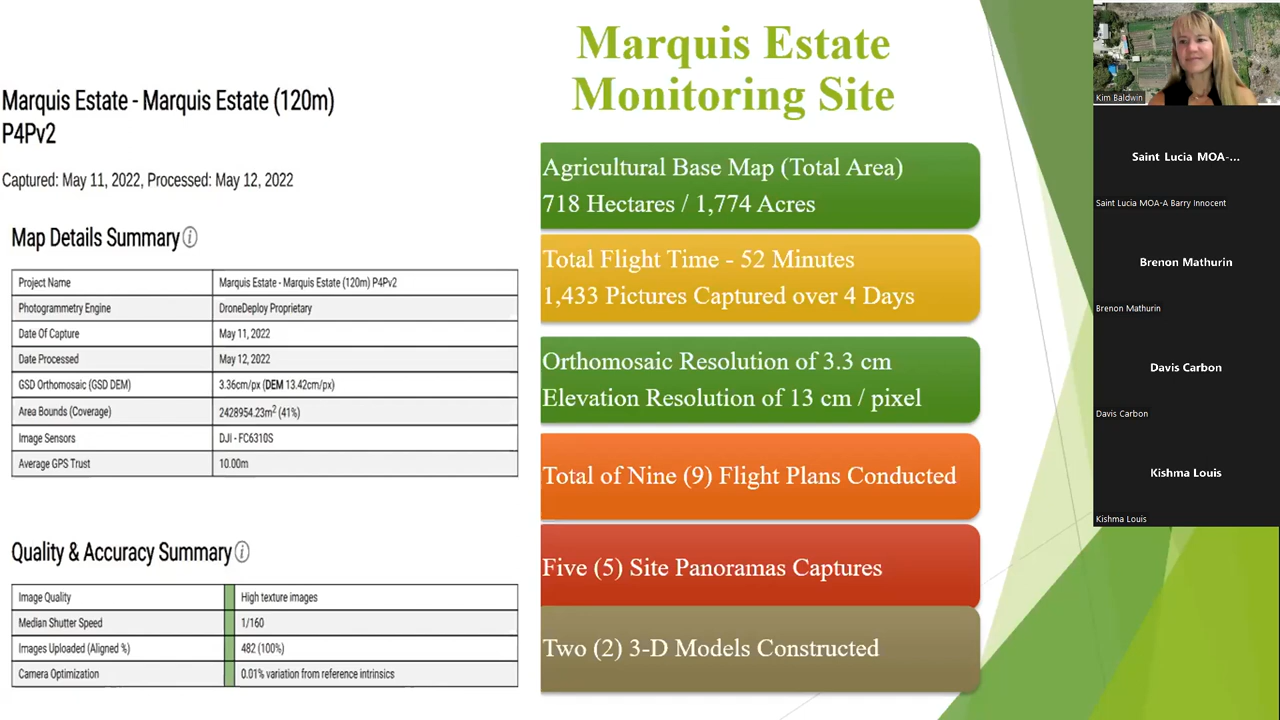 Marquis Estate
Monitoring Site
Marquis Estate - Marquis Estate (120m)
P4Pv2
Captured: May 11, 2022, Processed: May 12, 2022
Map Details Summary
Project Name Marquis Estate - Marquis Estate (120m) P4Pv2
Photogrammetry Engine DroneDeploy Proprietary
Date Of Capture May 11, 2022
Date Processed May 12, 2022
GSD Orthomosaic (GSD DEM) 3.36cm/px (DEM 13.42cm/px)
Area Bounds (Coverage) 2428954.23m² (41%)
Image Sensors DJI - FC6310S
Average GPS Trust 10.00m
Quality & Accuracy Summary
Image Quality High texture images
Median Shutter Speed 1/160
Images Uploaded (Aligned %) 482 (100%)
Camera Optimization 0.01% variation from reference intrinsics
Agricultural Base Map (Total Area)
718 Hectares / 1,774 Acres
Total Flight Time - 52 Minutes
1,433 Pictures Captured over 4 Days
Orthomosaic Resolution of 3.3 cm
Elevation Resolution of 13 cm / pixel
Total of Nine (9) Flight Plans Conducted
Five (5) Site Panoramas Captures
Two (2) 3-D Models Constructed
Kim Baldwin
Saint Lucia MOA-...
Saint Lucia MOA-A Barry Innocent
Brenon Mathurin
Brenon Mathurin
Davis Carbon
Davis Carbon
Kishma Louis
Kishma Louis